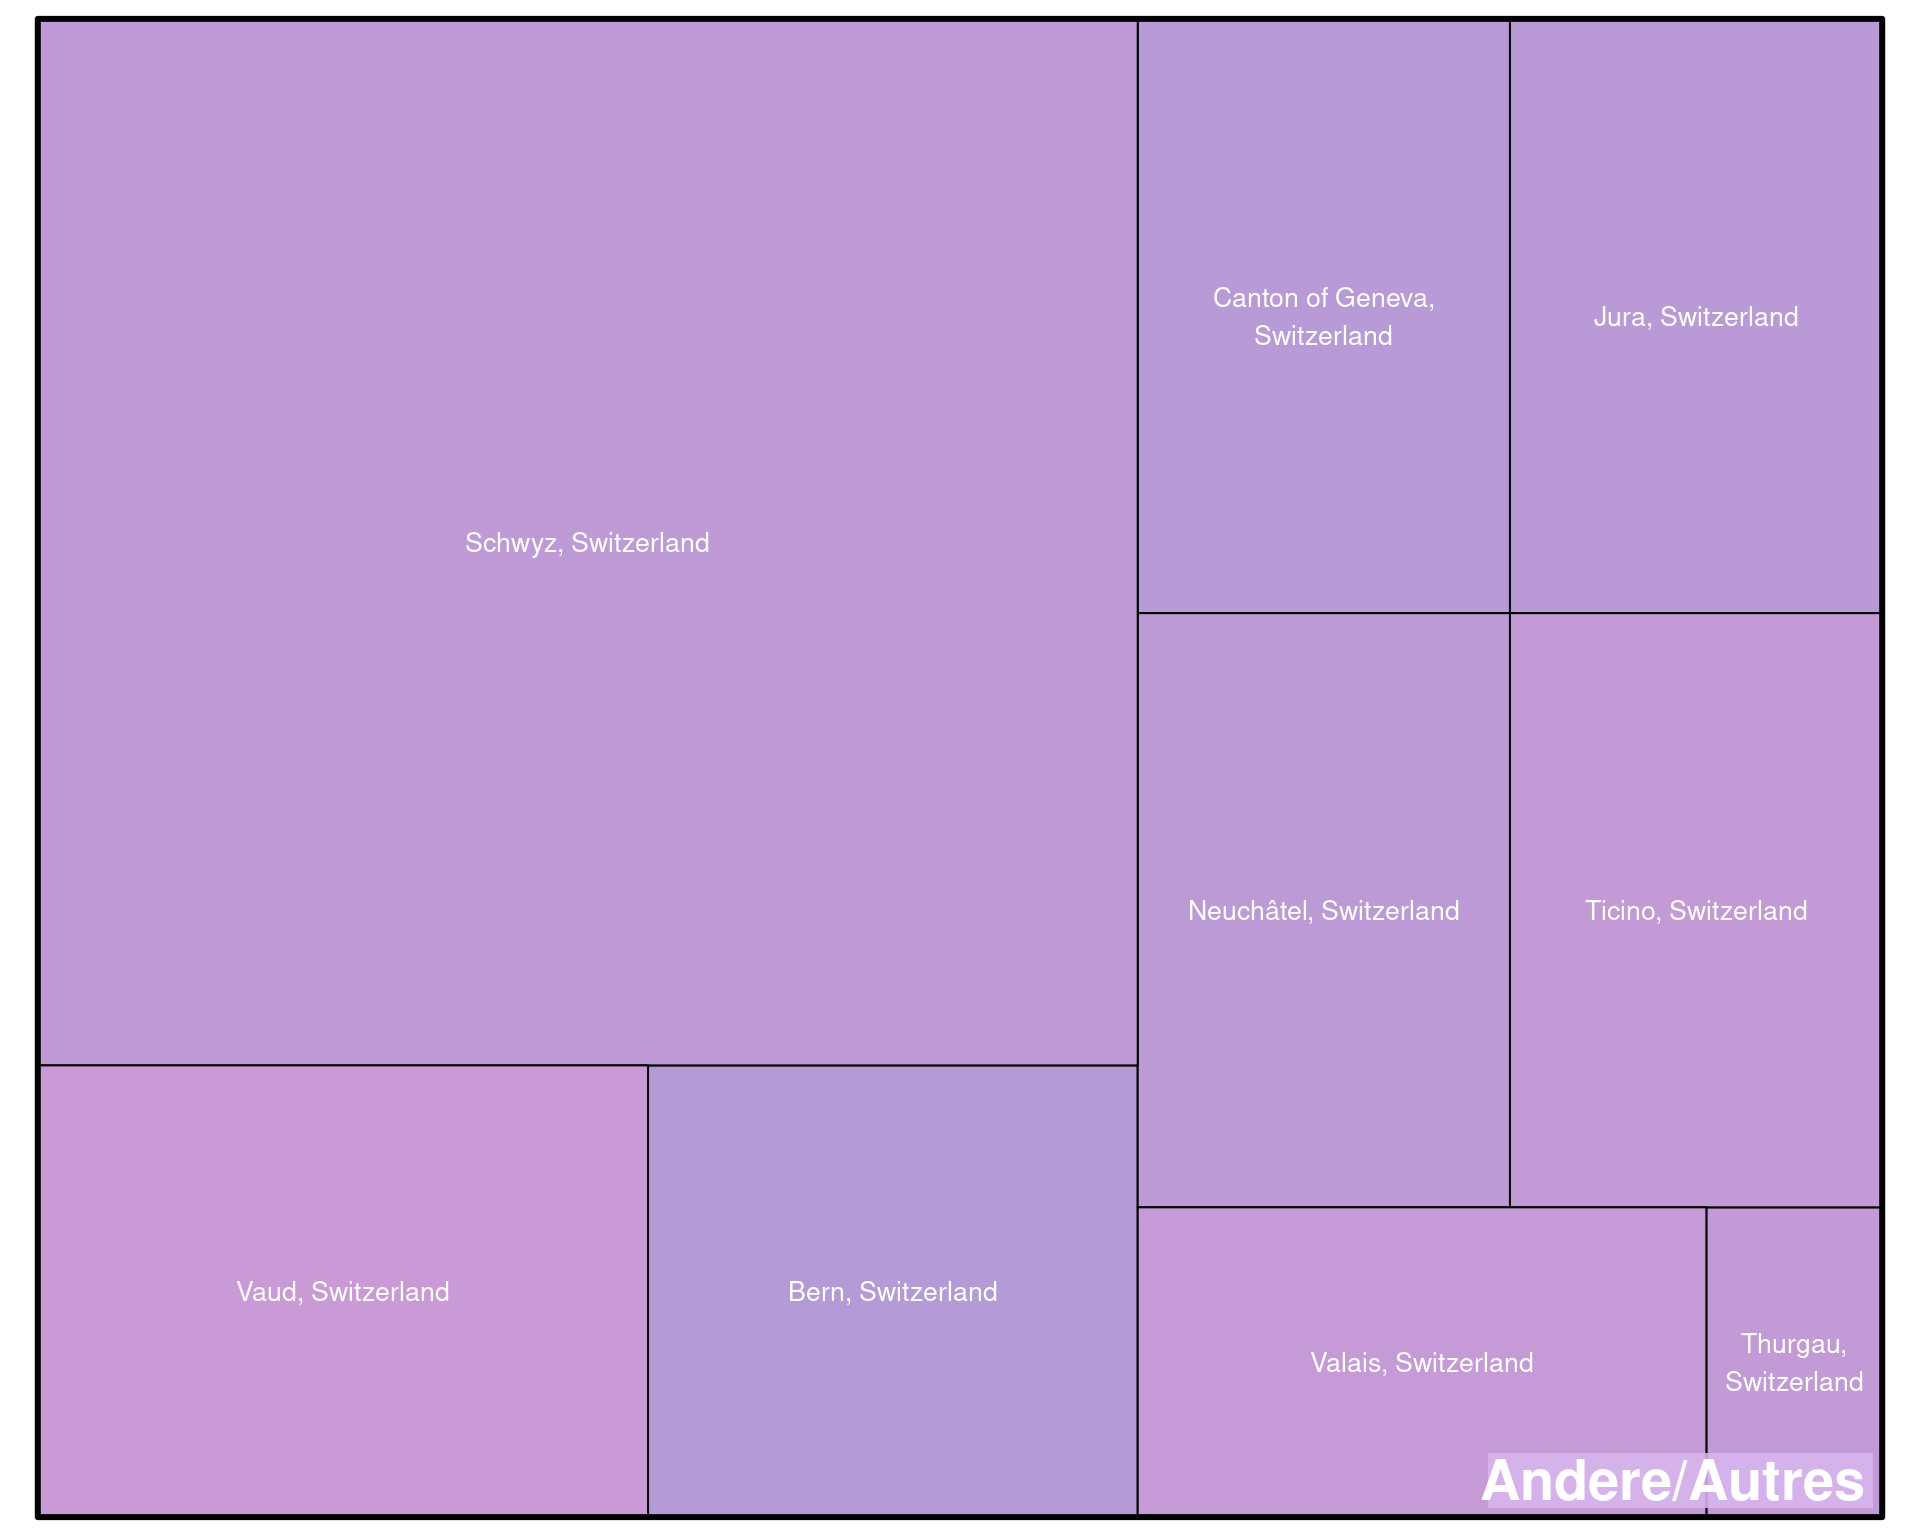 Canton of Geneva,
Switzerland
Jura, Switzerland
Schwyz, Switzerland
Neuchâtel, Switzerland
Ticino, Switzerland
Vaud, Switzerland
Bern, Switzerland
Valais, Switzerland
Thurgau,
Switzerland
Andere/Autres